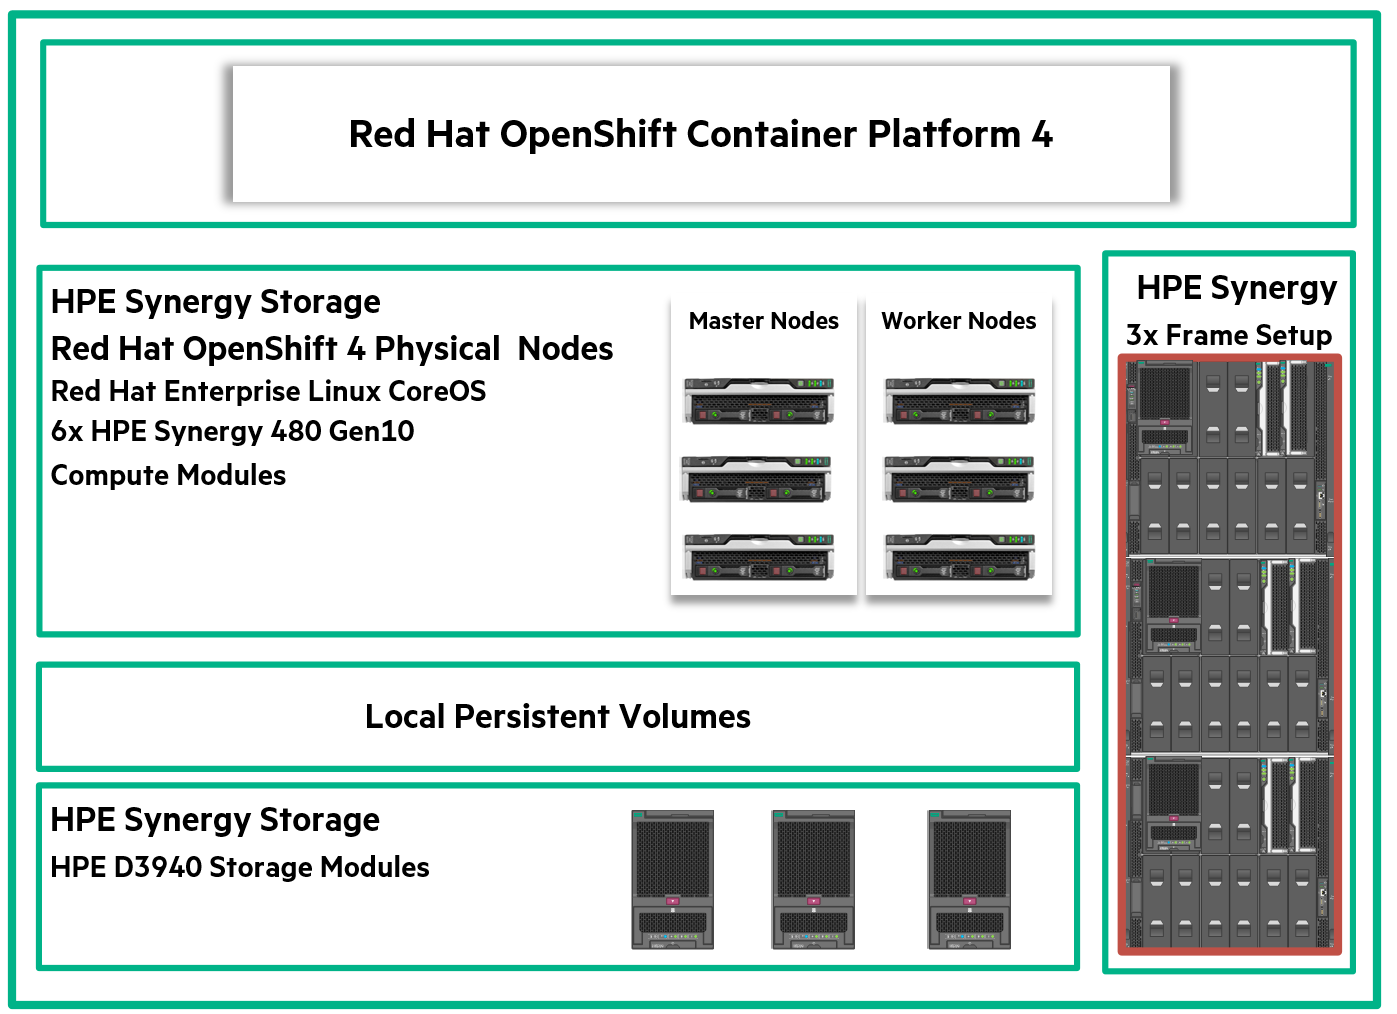 Red Hat OpenShift Container Platform 4
HPE Synergy Storage
Red Hat OpenShift 4 Physical  Nodes
Red Hat Enterprise Linux CoreOS
6x HPE Synergy 480 Gen10
Compute Modules
Master Nodes
Worker Nodes
HPE Synergy
3x Frame Setup
Local Persistent Volumes
HPE Synergy Storage
HPE D3940 Storage Modules